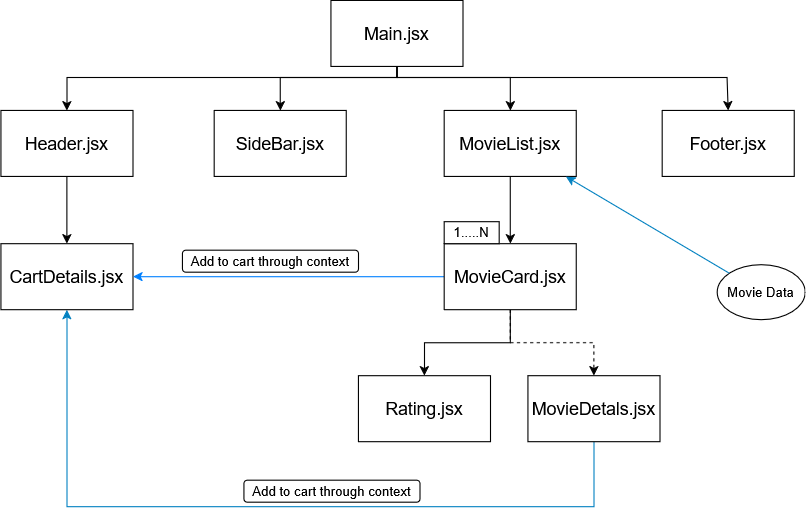 Main.jsx
Header.jsx
SideBar.jsx
MovieList.jsx
Footer.jsx
1.....N
Add to cart through context
CartDetails.jsx
MovieCard.jsx
Movie Data
Rating.jsx
MovieDetals.jsx
Add to cart through context